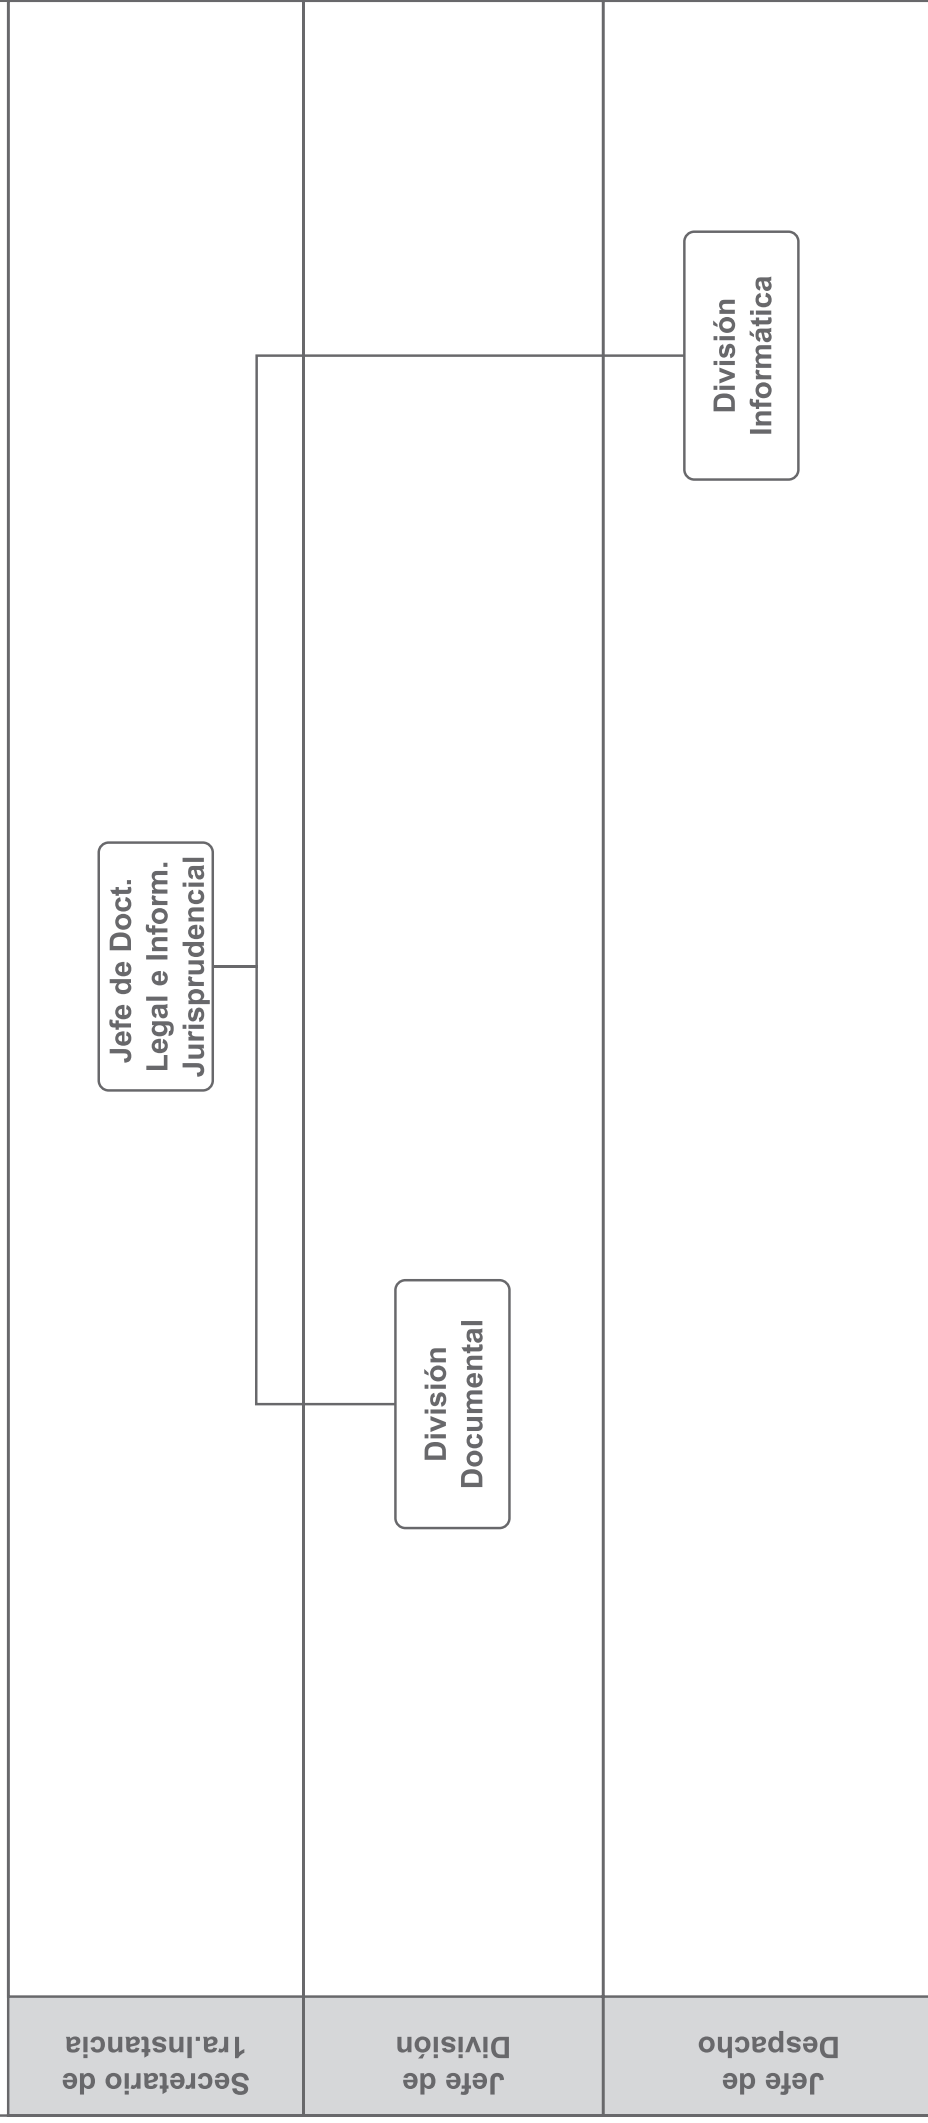 Jefe de Doct.
Legal e Inform.
Jurisprudencial
División
Documental
División
Informática
Secretario de
1ra.Instancia
Jefe de
División
Jefe de
Despacho